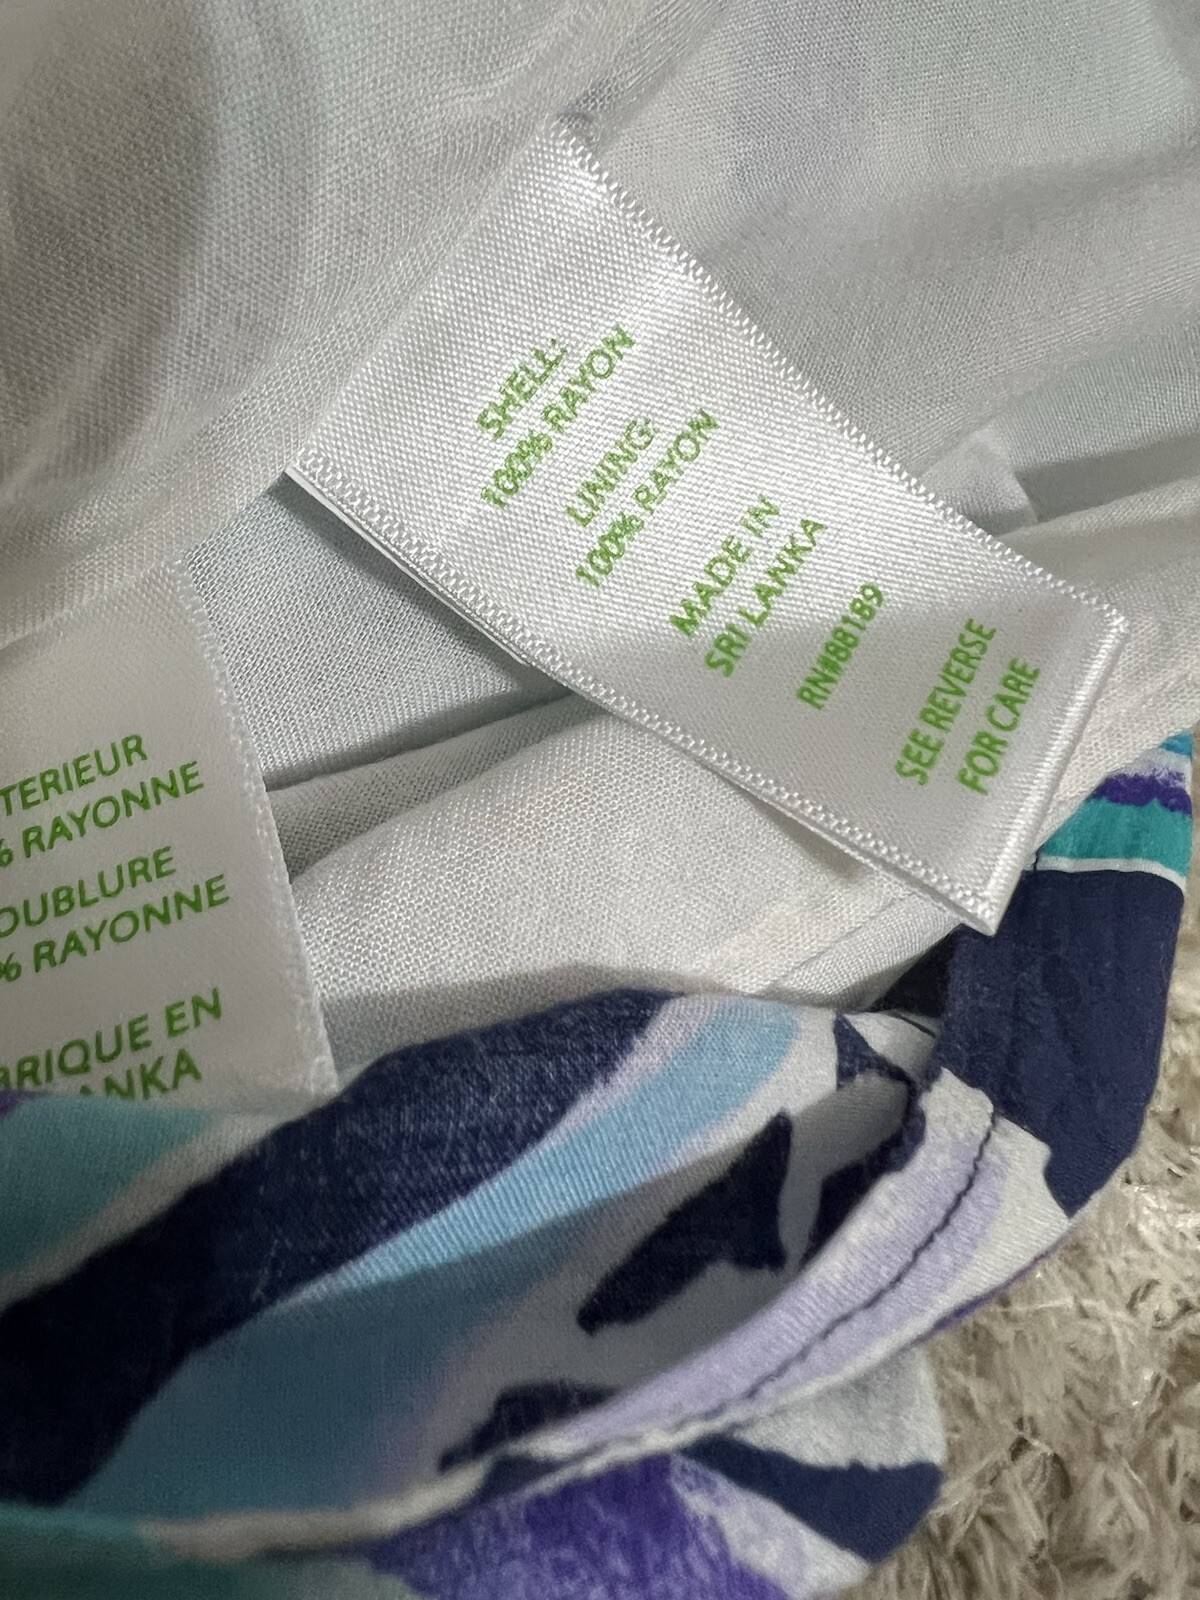 SHELL:
100% RAYON
LINING:
100% RAYON
MADE IN
SRI LANKA
RN#88189
SEE REVERSE
FOR CARE
TERIEUR
% RAYONNE
OUBLURE
% RAYONNE
BRIQUE EN
ANKA